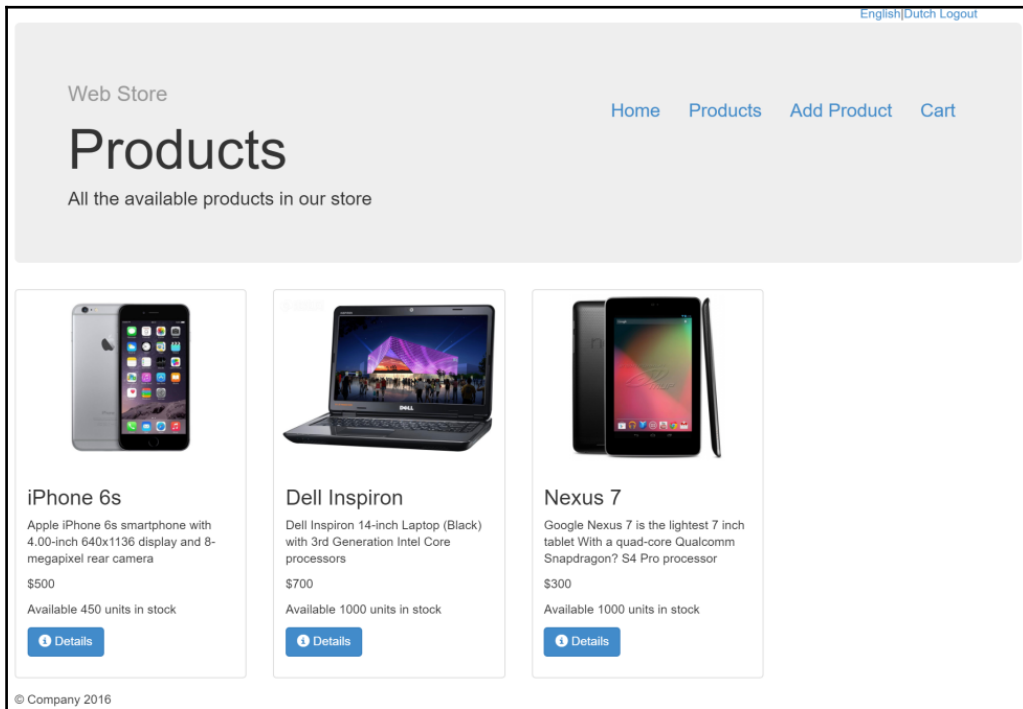 English|Dutch Logout
Web Store
Home Products Add Product Cart
Products
All the available products in our store
DELL
iPhone 6s
Apple iPhone 6s smartphone with
4.00-inch 640x1136 display and 8-
megapixel rear camera
$500
Available 450 units in stock
Details
Dell Inspiron
Dell Inspiron 14-inch Laptop (Black)
with 3rd Generation Intel Core
processors
$700
Available 1000 units in stock
Details
Nexus 7
Google Nexus 7 is the lightest 7 inch
tablet With a quad-core Qualcomm
Snapdragon? S4 Pro processor
$300
Available 1000 units in stock
Details
© Company 2016